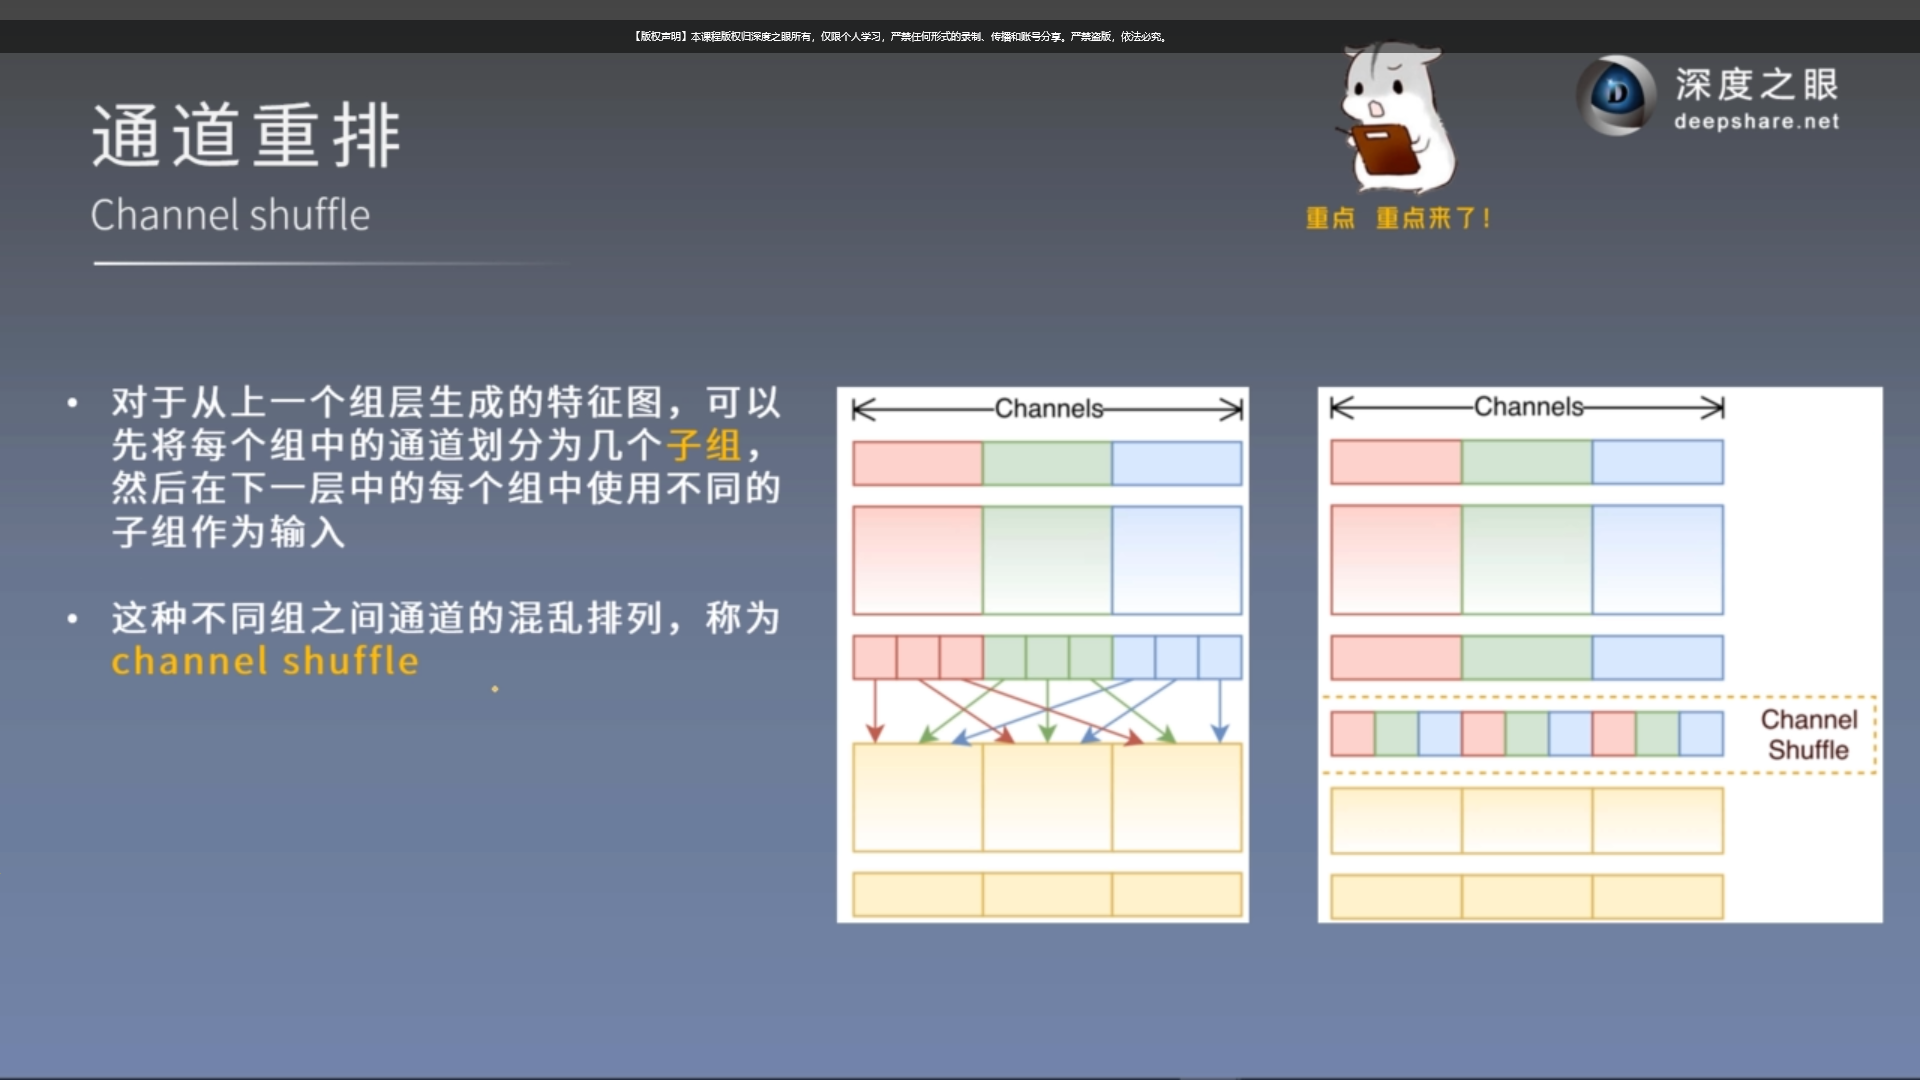 【版权声明】本课程版权归深度之眼所有，仅限个人学习，严禁任何形式的录制、传播和账号分享。严禁盗版，依法必究。
深度之眼
deepshare.net
通道重排
Channel shuffle
重点 重点来了！
• 对于从上一个组层生成的特征图，可以
先将每个组中的通道划分为几个子组，
然后在下一层中的每个组中使用不同的
子组作为输入
• 这种不同组之间通道的混乱排列，称为
channel shuffle
Channels
Channels
Channel
Shuffle